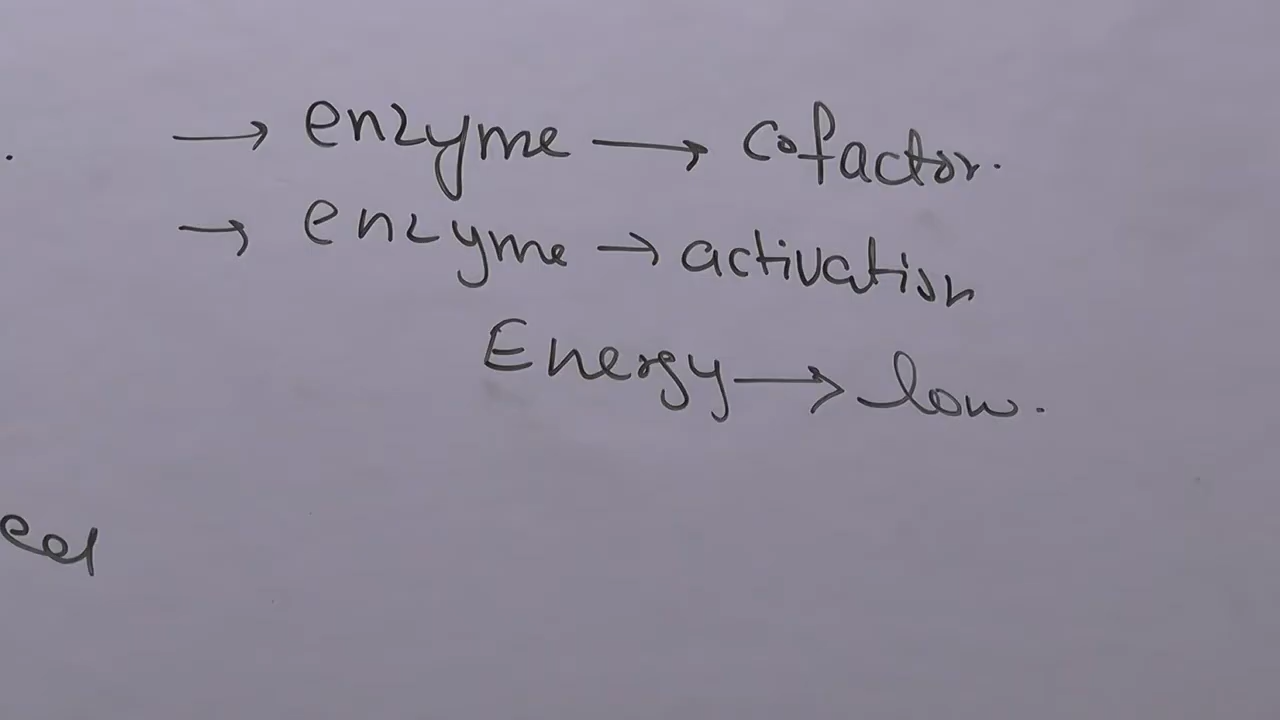 → enzyme → cofactor.
→ enzyme → activation
Energy → low.